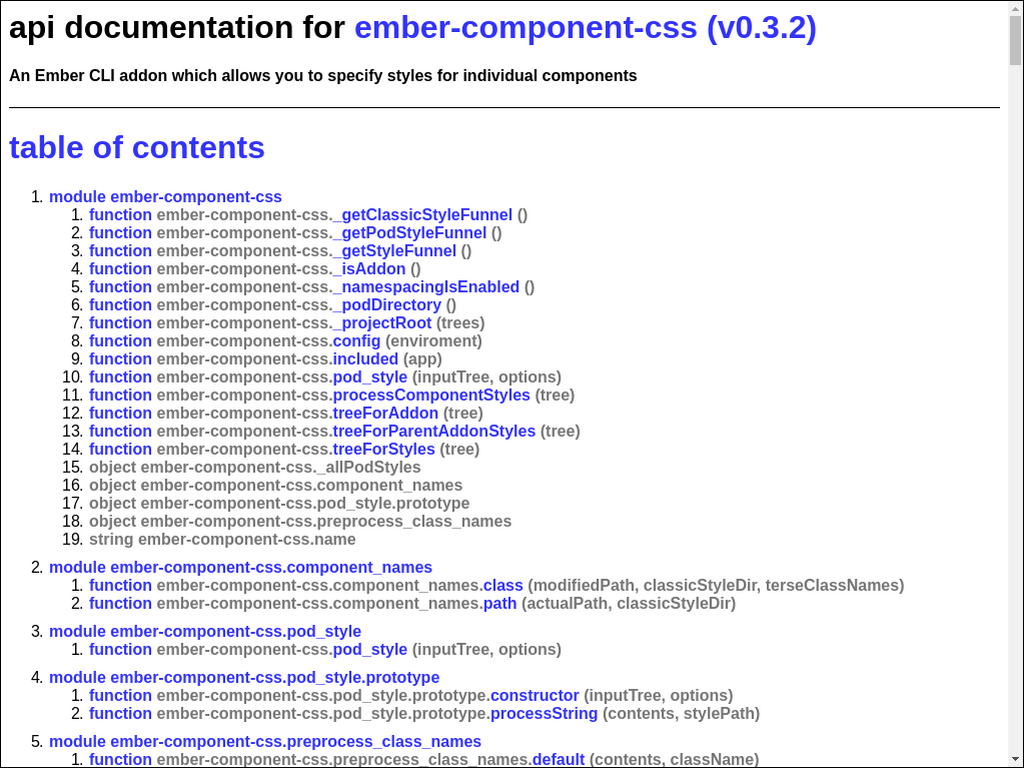 api documentation for ember-component-css (v0.3.2)
An Ember CLI addon which allows you to specify styles for individual components
table of contents
1. module ember-component-css
1. function ember-component-css._getClassicStyleFunnel ()
2. function ember-component-css._getPodStyleFunnel ()
3. function ember-component-css._getStyleFunnel ()
4. function ember-component-css._isAddon ()
5. function ember-component-css._namespacingIsEnabled ()
6. function ember-component-css._podDirectory ()
7. function ember-component-css._projectRoot (trees)
8. function ember-component-css.config (enviroment)
9. function ember-component-css.included (app)
10. function ember-component-css.pod_style (inputTree, options)
11. function ember-component-css.processComponentStyles (tree)
12. function ember-component-css.treeForAddon (tree)
13. function ember-component-css.treeForParentAddonStyles (tree)
14. function ember-component-css.treeForStyles (tree)
15. object ember-component-css._allPodStyles
16. object ember-component-css.component_names
17. object ember-component-css.pod_style.prototype
18. object ember-component-css.preprocess_class_names
19. string ember-component-css.name
2. module ember-component-css.component_names
1. function ember-component-css.component_names.class (modifiedPath, classicStyleDir, terseClassNames)
2. function ember-component-css.component_names.path (actualPath, classicStyleDir)
3. module ember-component-css.pod_style
1. function ember-component-css.pod_style (inputTree, options)
4. module ember-component-css.pod_style.prototype
1. function ember-component-css.pod_style.prototype.constructor (inputTree, options)
2. function ember-component-css.pod_style.prototype.processString (contents, stylePath)
5. module ember-component-css.preprocess_class_names
1. function ember-component-css.preprocess_class_names.default (contents, className)